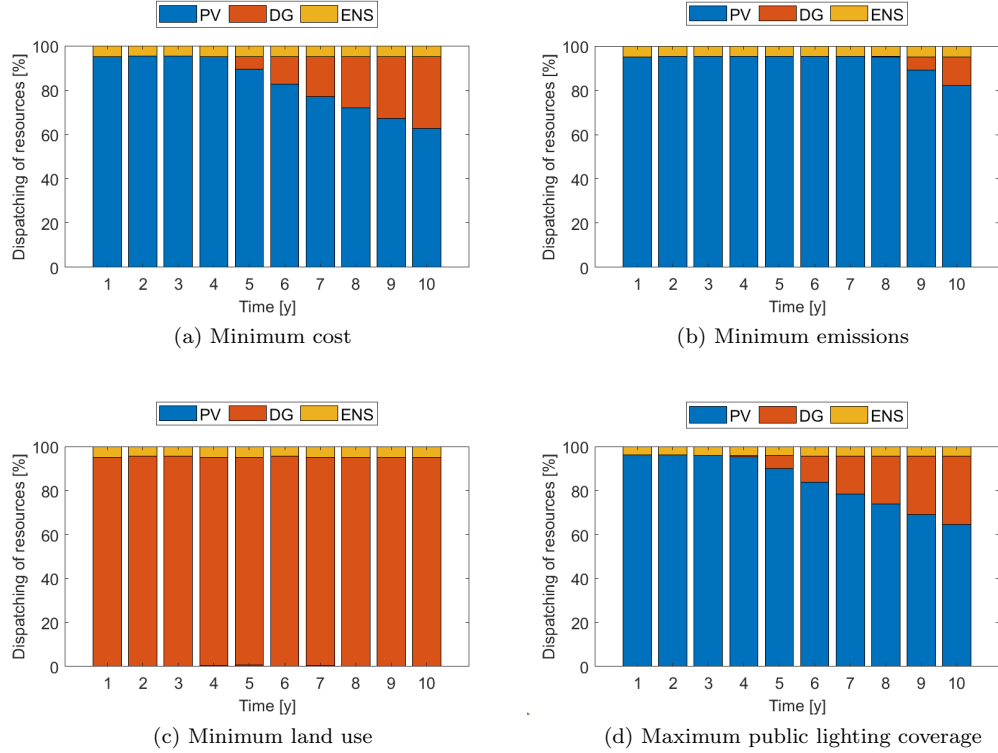 PV DG ENS
Dispatching of resources [%]
100
80
60
40
20
0
1 2 3 4 5 6 7 8 9 10
Time [y]
(a) Minimum cost
PV DG ENS
Dispatching of resources [%]
100
80
60
40
20
0
1 2 3 4 5 6 7 8 9 10
Time [y]
(b) Minimum emissions
PV DG ENS
Dispatching of resources [%]
100
80
60
40
20
0
1 2 3 4 5 6 7 8 9 10
Time [y]
(c) Minimum land use
PV DG ENS
Dispatching of resources [%]
100
80
60
40
20
0
1 2 3 4 5 6 7 8 9 10
Time [y]
(d) Maximum public lighting coverage